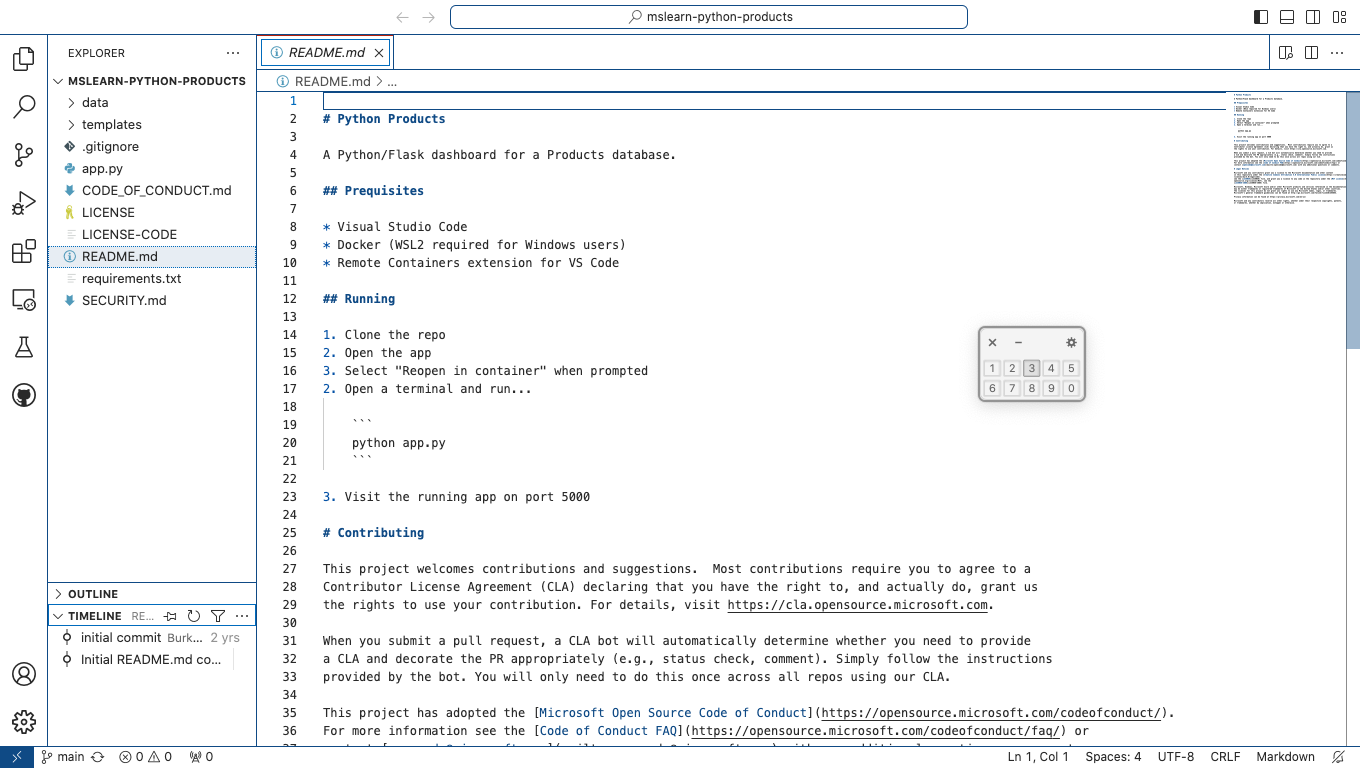 mslearn-python-products
EXPLORER
MSLEARN-PYTHON-PRODUCTS
data
templates
.gitignore
app.py
CODE_OF_CONDUCT.md
LICENSE
LICENSE-CODE
README.md
requirements.txt
SECURITY.md
OUTLINE
TIMELINE RE...
initial commit Burk... 2 yrs
Initial README.md co...
README.md
README.md > ...
1
2 # Python Products
3
4 A Python/Flask dashboard for a Products database.
5
6 ## Prequisites
7
8 * Visual Studio Code
9 * Docker (WSL2 required for Windows users)
10 * Remote Containers extension for VS Code
11
12 ## Running
13
14 1. Clone the repo
15 2. Open the app
16 3. Select "Reopen in container" when prompted
17 2. Open a terminal and run...
18
19 ```
20 python app.py
21 ```
22
23 3. Visit the running app on port 5000
24
25 # Contributing
26
27 This project welcomes contributions and suggestions.  Most contributions require you to agree to a
28 Contributor License Agreement (CLA) declaring that you have the right to, and actually do, grant us
29 the rights to use your contribution. For details, visit https://cla.opensource.microsoft.com.
30
31 When you submit a pull request, a CLA bot will automatically determine whether you need to provide
32 a CLA and decorate the PR appropriately (e.g., status check, comment). Simply follow the instructions
33 provided by the bot. You will only need to do this once across all repos using our CLA.
34
35 This project has adopted the [Microsoft Open Source Code of Conduct](https://opensource.microsoft.com/codeofconduct/).
36 For more information see the [Code of Conduct FAQ](https://opensource.microsoft.com/codeofconduct/faq/) or
1 2 3 4 5
6 7 8 9 0
main 0 0 0
Ln 1, Col 1 Spaces: 4 UTF-8 CRLF Markdown